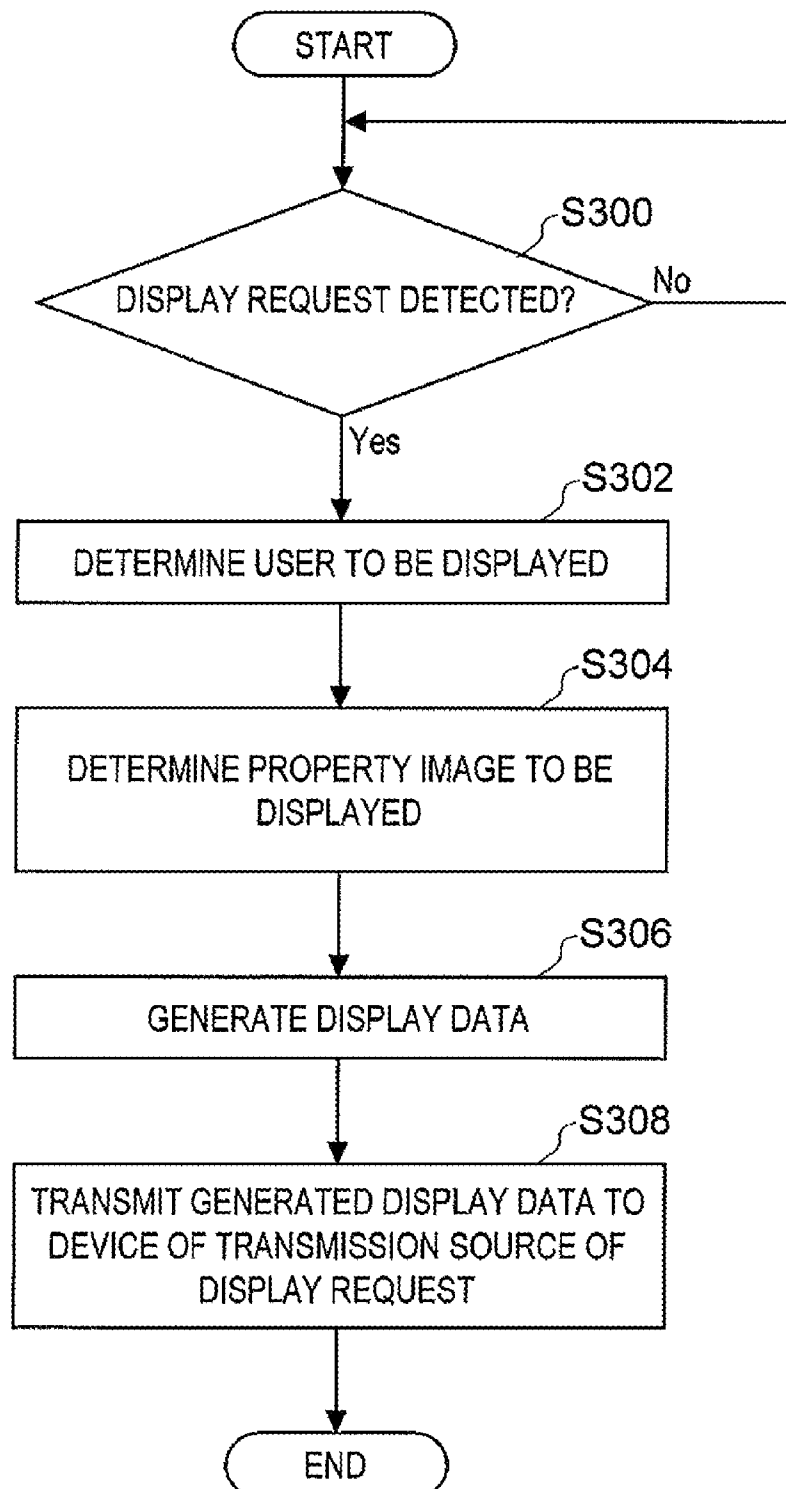 START
S300
DISPLAY REQUEST DETECTED?
No
Yes
S302
DETERMINE USER TO BE DISPLAYED
S304
DETERMINE PROPERTY IMAGE TO BE
DISPLAYED
S306
GENERATE DISPLAY DATA
S308
TRANSMIT GENERATED DISPLAY DATA TO
DEVICE OF TRANSMISSION SOURCE OF
DISPLAY REQUEST
END